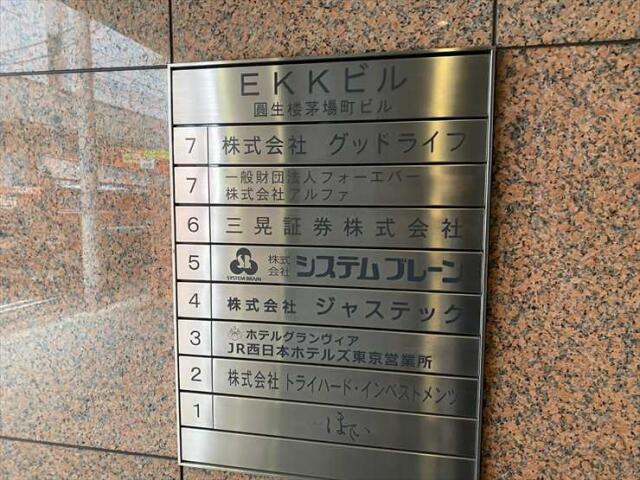 EKKビル
圓生楼茅場町ビル
7 株式会社 グッドライフ
7 一般財団法人フォーエバー
株式会社アルファ
6 三晃証券株式会社
5 SB SYSTEM BRAIN 株式会社 システムブレーン
4 株式会社 ジャステック
3 ホテルグランヴィア
JR西日本ホテルズ東京営業所
2 株式会社 トライハード・インベストメンツ
1 ほてい